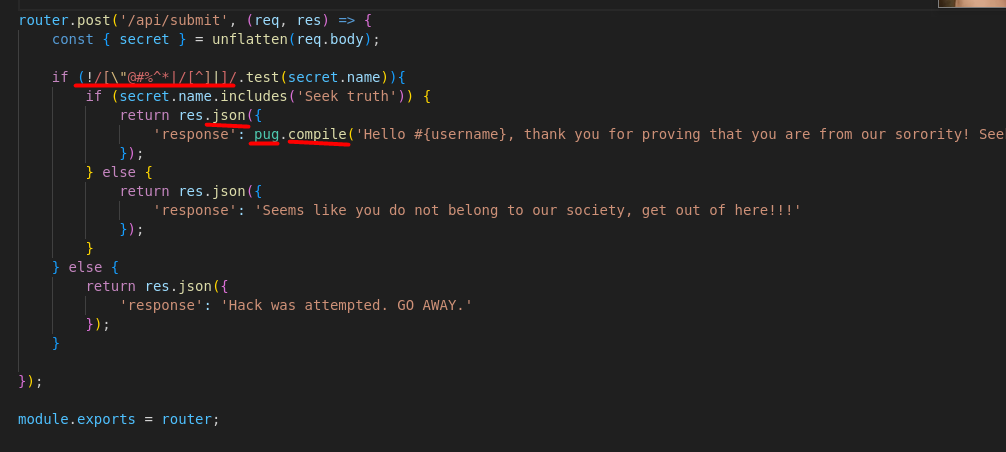 router.post('/api/submit', (req, res) => {
const { secret } = unflatten(req.body);
if (!/[\"@#%^*|/[^]|]/.test(secret.name)){
if (secret.name.includes('Seek truth')) {
return res.json({
'response': pug.compile('Hello #{username}, thank you for proving that you are from our sorority! See
});
} else {
return res.json({
'response': 'Seems like you do not belong to our society, get out of here!!!'
});
}
} else {
return res.json({
'response': 'Hack was attempted. GO AWAY.'
});
}
});
module.exports = router;